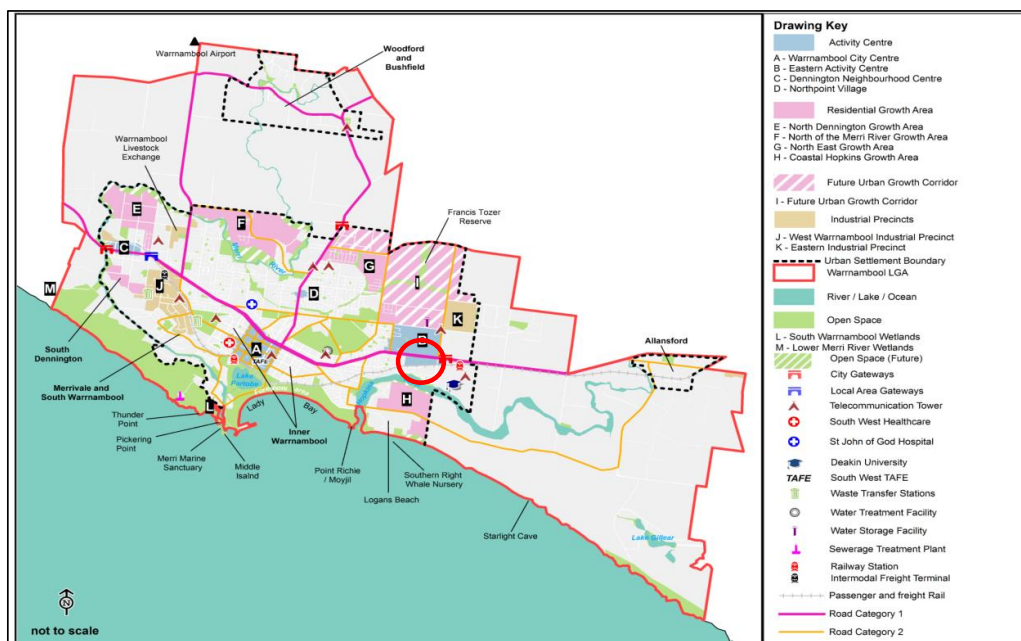 Warrnambool Airport
Woodford
and
Bushfield
Warrnambool
Livestock
Exchange
Francis Tozer
Reserve
E
F
C
G
I
D
M
J
K
B
A
TAFE
H
L
Merri
River
Allansford
South
Dennington
Merrivale and
South Warrnambool
Lake
Pertobe
Lady Bay
Hopkins
Thunder
Point
Pickering
Point
Merri Marine
Sanctuary
Middle
Isalnd
Inner
Warrnambool
Point Richie
/ Moyjil
Logans Beach
Southern Right
Whale Nursery
Starlight Cave
Lake Gillear
N
not to scale
Drawing Key
Activity Centre
A - Warrnambool City Centre
B - Eastern Activity Centre
C - Dennington Neighbourhood Centre
D - Northpoint Village
Residential Growth Area
E - North Dennington Growth Area
F - North of the Merri River Growth Area
G - North East Growth Area
H - Coastal Hopkins Growth Area
Future Urban Growth Corridor
I - Future Urban Growth Corridor
Industrial Precincts
J - West Warrnambool Industrial Precinct
K - Eastern Industrial Precinct
Urban Settlement Boundary
Warrnambool LGA
River / Lake / Ocean
Open Space
L - South Warrnambool Wetlands
M - Lower Merri River Wetlands
Open Space (Future)
City Gateways
Local Area Gateways
Telecommunication Tower
South West Healthcare
St John of God Hospital
Deakin University
TAFE South West TAFE
Waste Transfer Stations
Water Treatment Facility
Water Storage Facility
Sewerage Treatment Plant
Railway Station
Intermodal Freight Terminal
Passenger and freight Rail
Road Category 1
Road Category 2